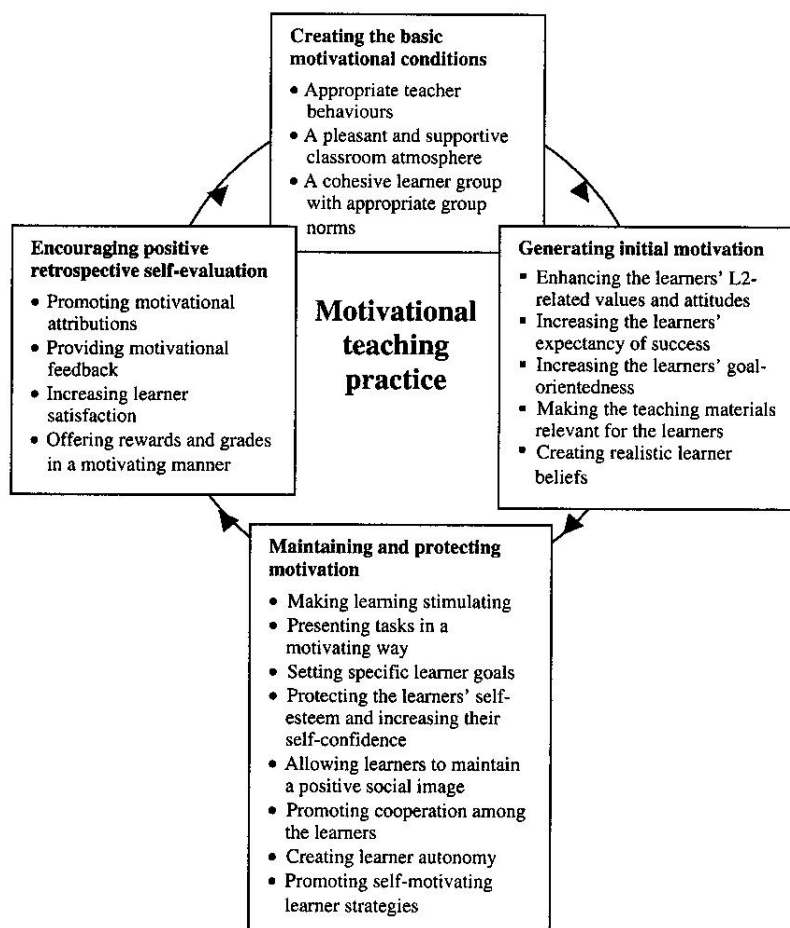 Creating the basic
motivational conditions
• Appropriate teacher
behaviours
• A pleasant and supportive
classroom atmosphere
• A cohesive learner group
with appropriate group
norms
Encouraging positive
retrospective self-evaluation
• Promoting motivational
attributions
• Providing motivational
feedback
• Increasing learner
satisfaction
• Offering rewards and grades
in a motivating manner
Motivational
teaching
practice
Generating initial motivation
▪ Enhancing the learners’ L2-
related values and attitudes
▪ Increasing the learners’
expectancy of success
▪ Increasing the learners’ goal-
orientedness
▪ Making the teaching materials
relevant for the learners
▪ Creating realistic learner
beliefs
Maintaining and protecting
motivation
• Making learning stimulating
• Presenting tasks in a
motivating way
• Setting specific learner goals
• Protecting the learners’ self-
esteem and increasing their
self-confidence
• Allowing learners to maintain
a positive social image
• Promoting cooperation among
the learners
• Creating learner autonomy
• Promoting self-motivating
learner strategies